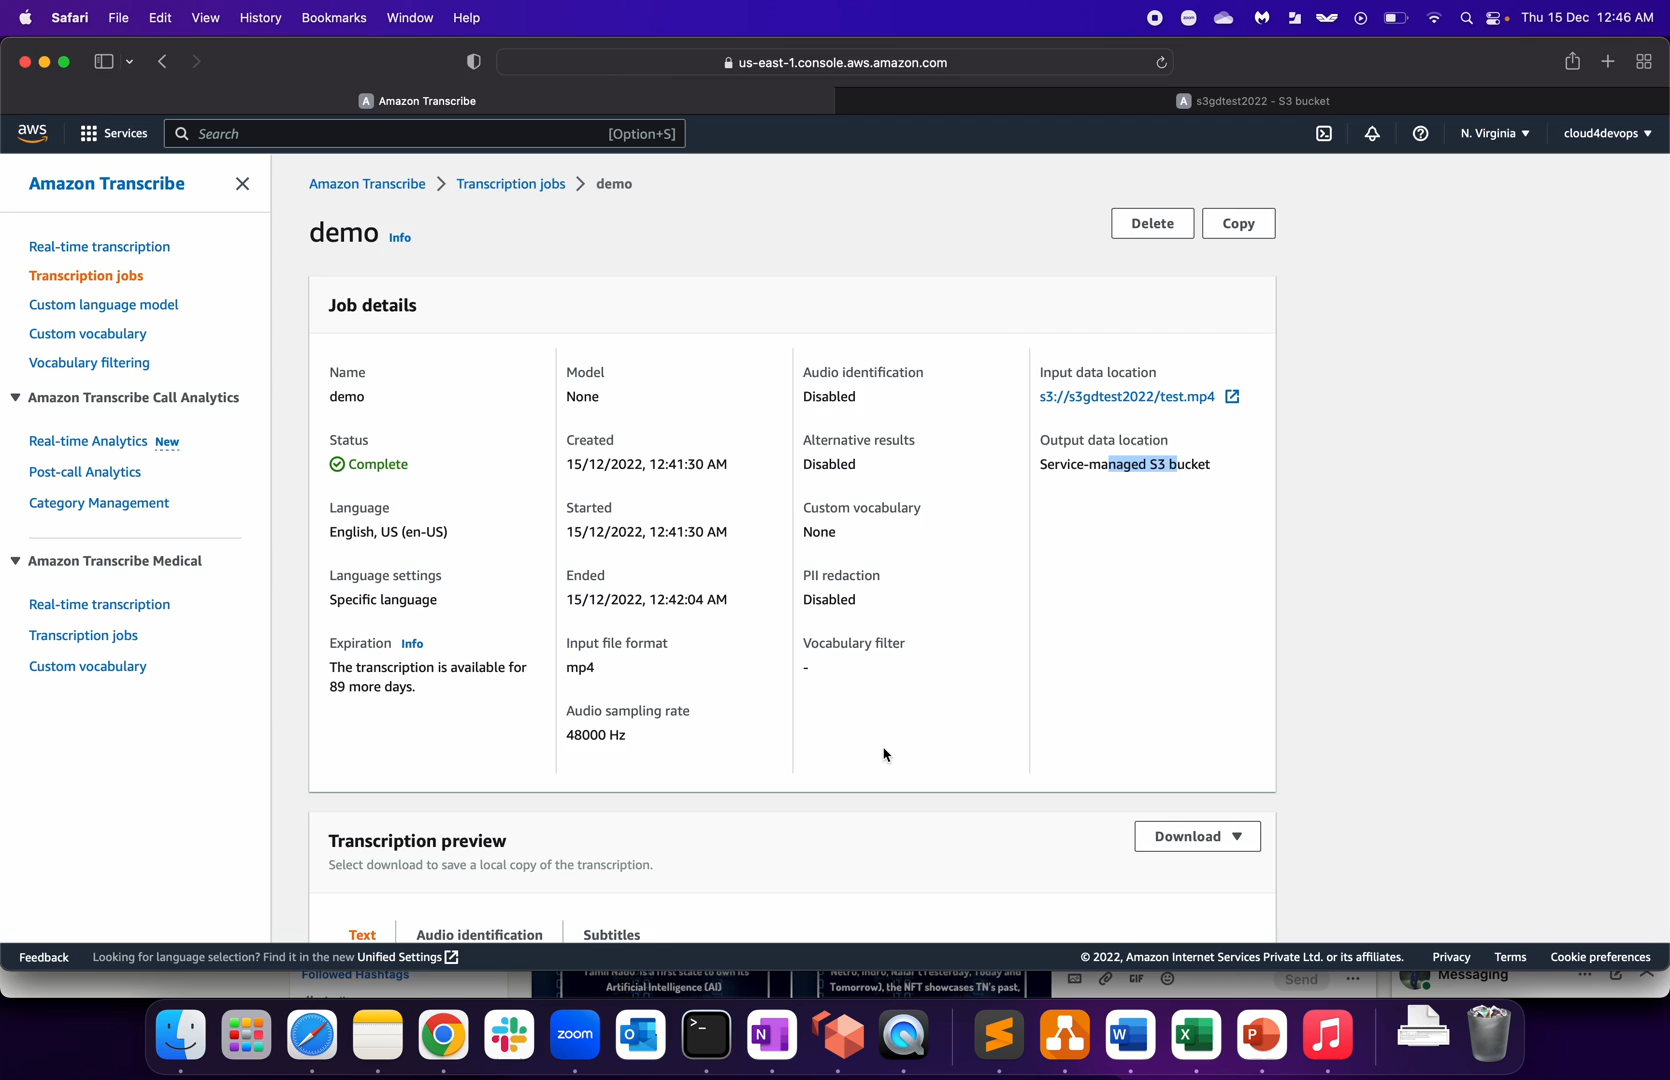 Safari File Edit View History Bookmarks Window Help
zoom
Thu 15 Dec 12:46 AM
us-east-1.console.aws.amazon.com
A Amazon Transcribe
A s3gdtest2022 - S3 bucket
aws Services Search [Option+S] N. Virginia ▼ cloud4devops ▼
Amazon Transcribe
Real-time transcription
Transcription jobs
Custom language model
Custom vocabulary
Vocabulary filtering
▼ Amazon Transcribe Call Analytics
Real-time Analytics New
Post-call Analytics
Category Management
▼ Amazon Transcribe Medical
Real-time transcription
Transcription jobs
Custom vocabulary
Amazon Transcribe > Transcription jobs > demo
demo Info
Delete
Copy
Job details
Name
demo
Status
Complete
Language
English, US (en-US)
Language settings
Specific language
Expiration Info
The transcription is available for
89 more days.
Model
None
Created
15/12/2022, 12:41:30 AM
Started
15/12/2022, 12:41:30 AM
Ended
15/12/2022, 12:42:04 AM
Input file format
mp4
Audio sampling rate
48000 Hz
Audio identification
Disabled
Alternative results
Disabled
Custom vocabulary
None
PII redaction
Disabled
Vocabulary filter
-
Input data location
s3://s3gdtest2022/test.mp4
Output data location
Service-managed S3 bucket
Transcription preview
Select download to save a local copy of the transcription.
Download ▼
Text
Audio identification
Subtitles
Feedback Looking for language selection? Find it in the new Unified Settings © 2022, Amazon Internet Services Private Ltd. or its affiliates. Privacy Terms Cookie preferences
Followed Hashtags
Artificial Intelligence (AI)
Tomorrow), the NFT showcases TN's past,
GIF
Send
Messaging
zoom
O
>_
N
W
X
P